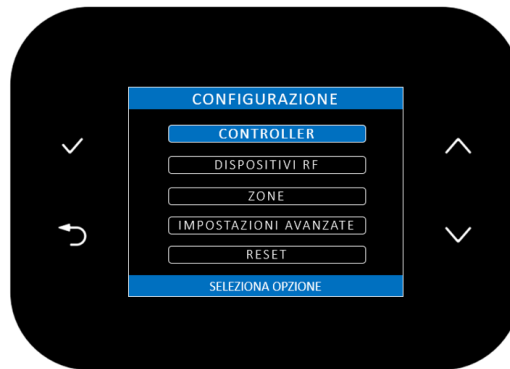 CONFIGURAZIONE
CONTROLLER
DISPOSITIVI RF
ZONE
IMPOSTAZIONI AVANZATE
RESET
SELEZIONA OPZIONE